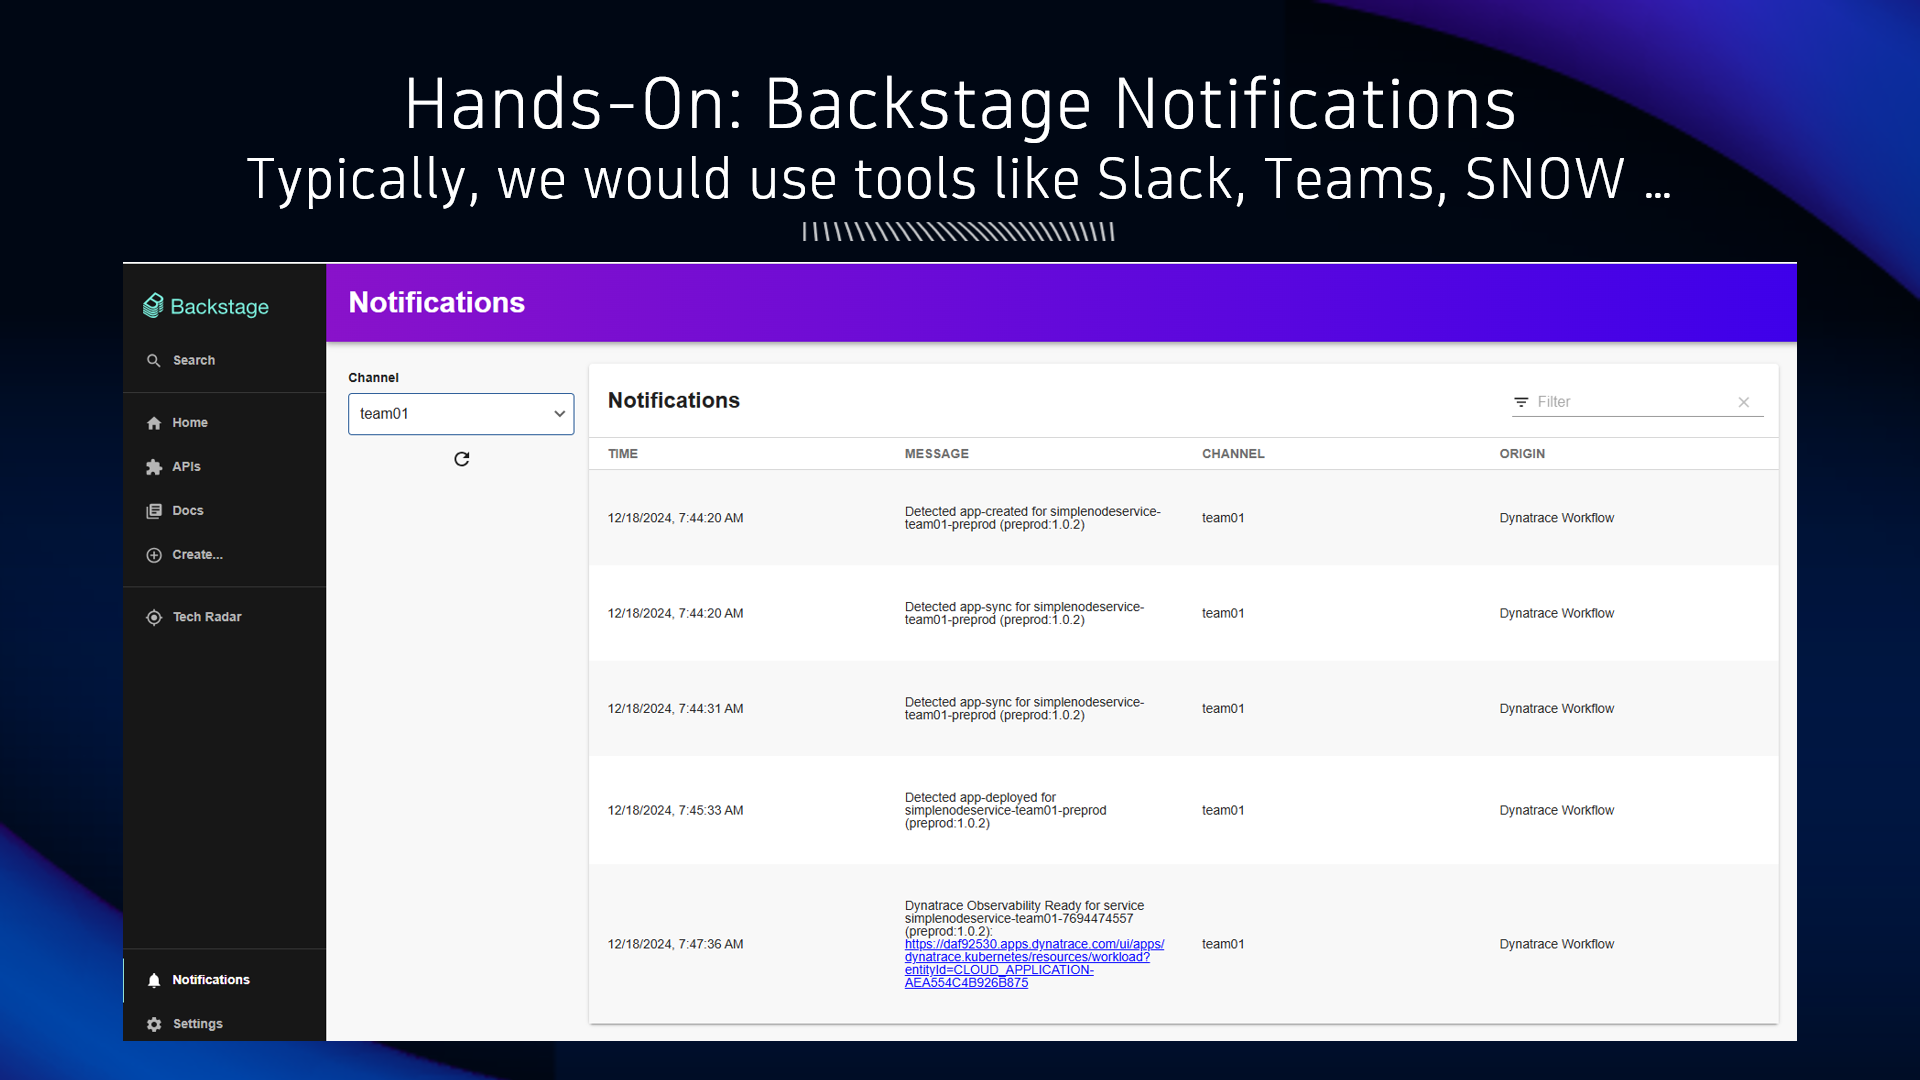 Hands-On: Backstage Notifications
Typically, we would use tools like Slack, Teams, SNOW ...
Backstage
Search
Home
APIs
Docs
Create...
Tech Radar
Notifications
Settings
Notifications
Channel
team01
Notifications
Filter
TIME MESSAGE CHANNEL ORIGIN
12/18/2024, 7:44:20 AM
Detected app-created for simplenodeservice-
team01-preprod (preprod:1.0.2)
team01
Dynatrace Workflow
12/18/2024, 7:44:20 AM
Detected app-sync for simplenodeservice-
team01-preprod (preprod:1.0.2)
team01
Dynatrace Workflow
12/18/2024, 7:44:31 AM
Detected app-sync for simplenodeservice-
team01-preprod (preprod:1.0.2)
team01
Dynatrace Workflow
12/18/2024, 7:45:33 AM
Detected app-deployed for
simplenodeservice-team01-preprod
(preprod:1.0.2)
team01
Dynatrace Workflow
12/18/2024, 7:47:36 AM
Dynatrace Observability Ready for service
simplenodeservice-team01-7694474557
(preprod:1.0.2):
https://daf92530.apps.dynatrace.com/ui/apps/
dynatrace.kubernetes/resources/workload?
entityId=CLOUD_APPLICATION-
AEA554C4B926B875
team01
Dynatrace Workflow